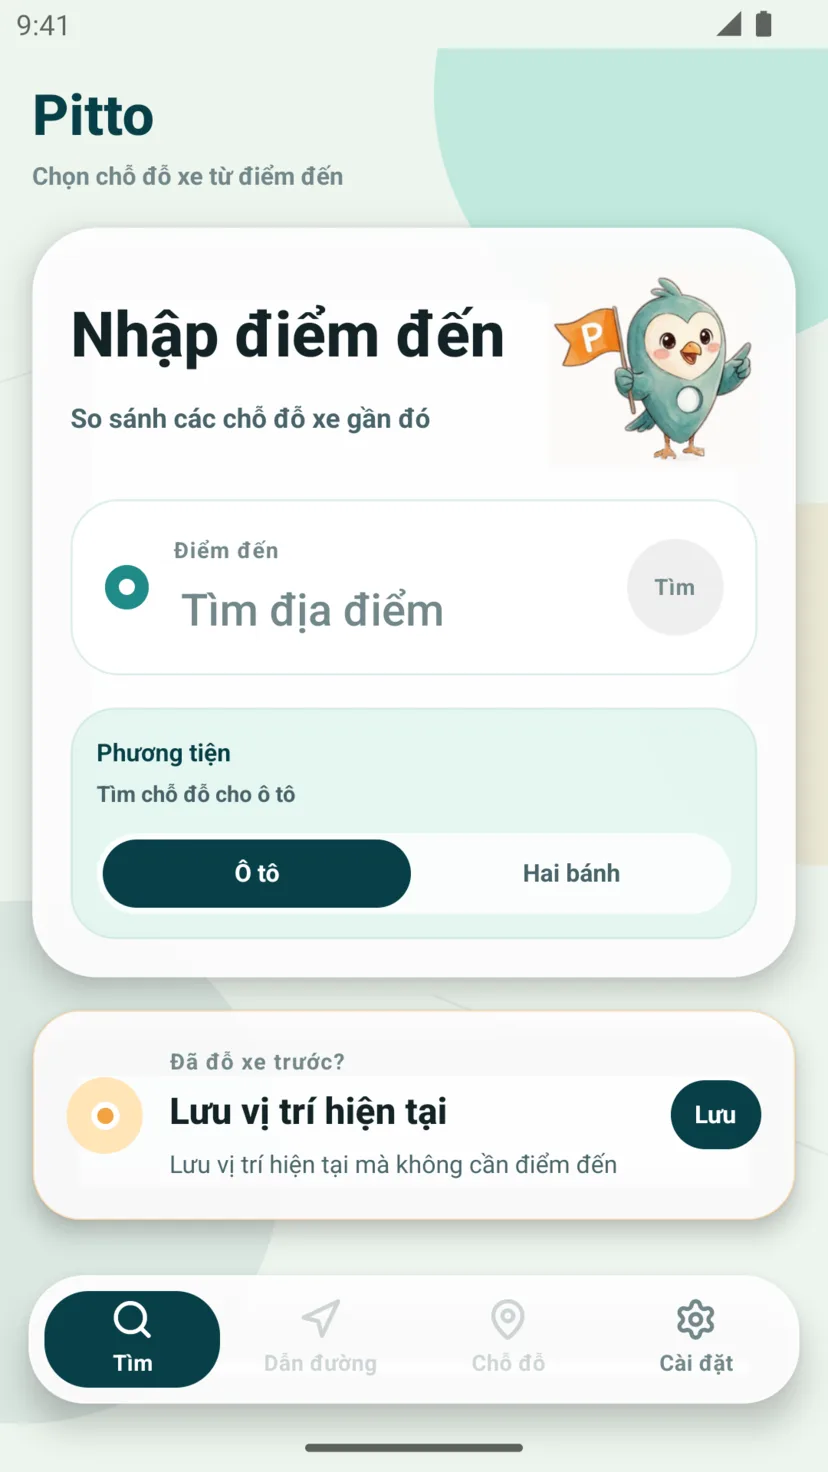 9:41
Pitto
Chọn chỗ đỗ xe từ điểm đến
Nhập điểm đến
P
So sánh các chỗ đỗ xe gần đó
Điểm đến
Tìm địa điểm
Tìm
Phương tiện
Tìm chỗ đỗ cho ô tô
Ô tô
Hai bánh
Đã đỗ xe trước?
Lưu vị trí hiện tại
Lưu
Lưu vị trí hiện tại mà không cần điểm đến
Tìm
Dẫn đường
Chỗ đỗ
Cài đặt